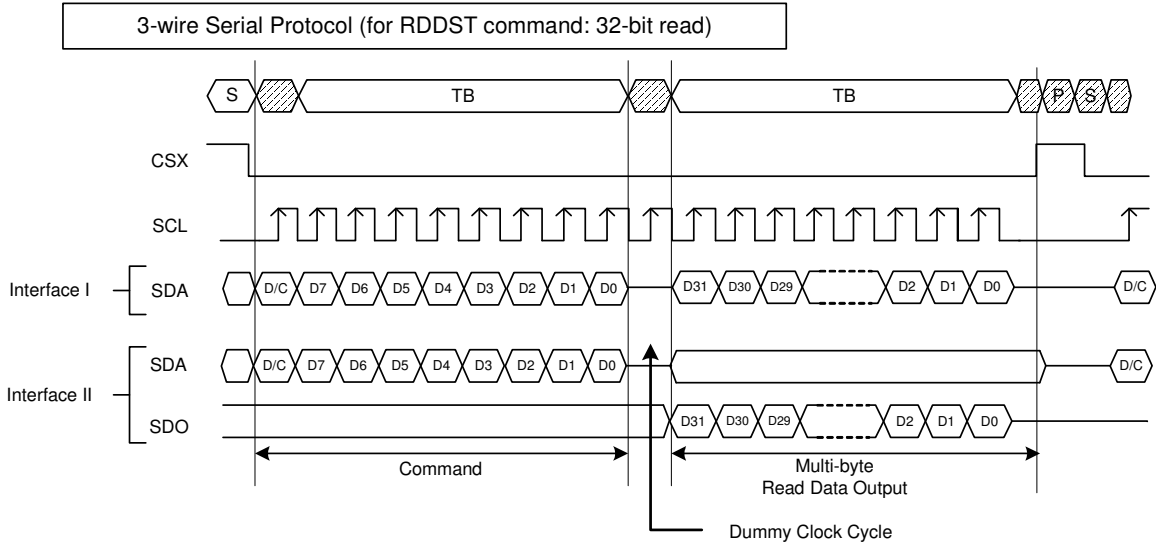 3-wire Serial Protocol (for RDDST command: 32-bit read)
S TB TB P S
CSX
SCL
Interface I SDA D/C D7 D6 D5 D4 D3 D2 D1 D0 D31 D30 D29 D2 D1 D0 D/C
SDA D/C D7 D6 D5 D4 D3 D2 D1 D0 D/C
Interface II
SDO D31 D30 D29 D2 D1 D0
Command
Multi-byte
Read Data Output
Dummy Clock Cycle